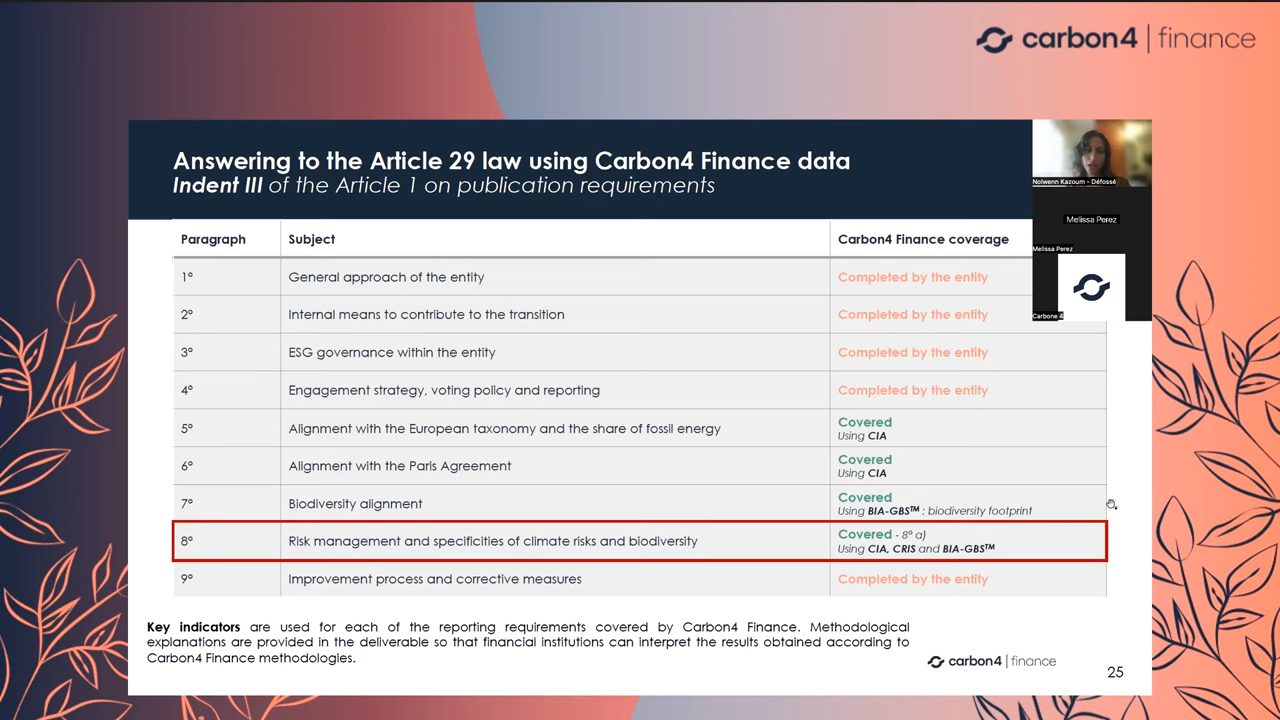 carbon4 | finance
Answering to the Article 29 law using Carbon4 Finance data
Indent III of the Article 1 on publication requirements
Nolwenn Kazoum - Défossé
Melissa Perez
Melissa Perez
Carbone 4
Paragraph Subject Carbon4 Finance coverage
1° General approach of the entity Completed by the entity
2° Internal means to contribute to the transition Completed by the entity
3° ESG governance within the entity Completed by the entity
4° Engagement strategy, voting policy and reporting Completed by the entity
5° Alignment with the European taxonomy and the share of fossil energy Covered
Using CIA
6° Alignment with the Paris Agreement Covered
Using CIA
7° Biodiversity alignment Covered
Using BIA-GBS™ : biodiversity footprint
8° Risk management and specificities of climate risks and biodiversity Covered - 8° a)
Using CIA, CRIS and BIA-GBS™
9° Improvement process and corrective measures Completed by the entity
Key indicators are used for each of the reporting requirements covered by Carbon4 Finance. Methodological
explanations are provided in the deliverable so that financial institutions can interpret the results obtained according to
Carbon4 Finance methodologies.
carbon4 | finance
25